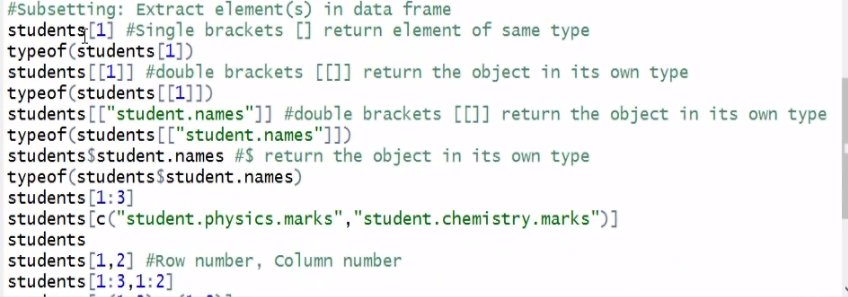 #Subsetting: Extract element(s) in data frame
students[1] #Single brackets [] return element of same type
typeof(students[1])
students[[1]] #double brackets [[]] return the object in its own type
typeof(students[[1]])
students[["student.names"]] #double brackets [[]] return the object in its own type
typeof(students[["student.names"]])
students$student.names #$ return the object in its own type
typeof(students$student.names)
students[1:3]
students[c("student.physics.marks","student.chemistry.marks")]
students
students[1,2] #Row number, Column number
students[1:3,1:2]